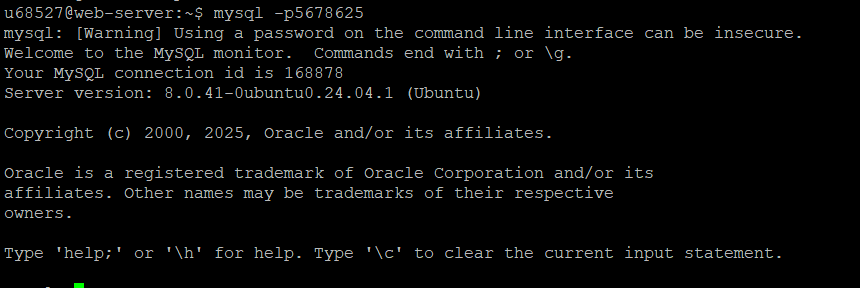 u68527@web-server:~$ mysql -p5678625
mysql: [Warning] Using a password on the command line interface can be insecure.
Welcome to the MySQL monitor.  Commands end with ; or \g.
Your MySQL connection id is 168878
Server version: 8.0.41-0ubuntu0.24.04.1 (Ubuntu)

Copyright (c) 2000, 2025, Oracle and/or its affiliates.

Oracle is a registered trademark of Oracle Corporation and/or its
affiliates. Other names may be trademarks of their respective
owners.

Type 'help;' or '\h' for help. Type '\c' to clear the current input statement.